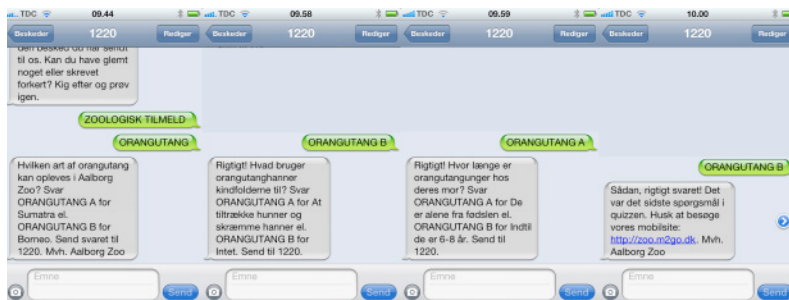 TDC 09.44
Beskeder 1220 Rediger
den besked du har sendt
til os. Kan du have glemt
noget eller skrevet
forkert? Kig efter og prøv
igen.
ZOOLOGISK TILMELD
ORANGUTANG
Hvilken art af orangutang
kan opleves i Aalborg
Zoo? Svar
ORANGUTANG A for
Sumatra el.
ORANGUTANG B for
Borneo. Send svaret til
1220. Mvh. Aalborg Zoo
Emne
Send
TDC 09.58
Beskeder 1220 Rediger
ORANGUTANG B
Rigtigt! Hvad bruger
orangutanghanner
kindfolderne til? Svar
ORANGUTANG A for At
tiltrække hunner og
skræmme hanner el.
ORANGUTANG B for
Intet. Send til 1220.
Emne
Send
TDC 09.59
Beskeder 1220 Rediger
ORANGUTANG A
Rigtigt! Hvor længe er
orangutangunger hos
deres mor? Svar
ORANGUTANG A for De
er alene fra fødslen el.
ORANGUTANG B for Indtil
de er 6-8 år. Send til
1220.
Emne
Send
TDC 10.00
Beskeder 1220 Rediger
ORANGUTANG B
Sådan, rigtigt svaret! Det
var det sidste spørgsmål i
quizzen. Husk at besøge
vores mobilsite:
http://zoo.m2go.dk. Mvh.
Aalborg Zoo
Emne
Send